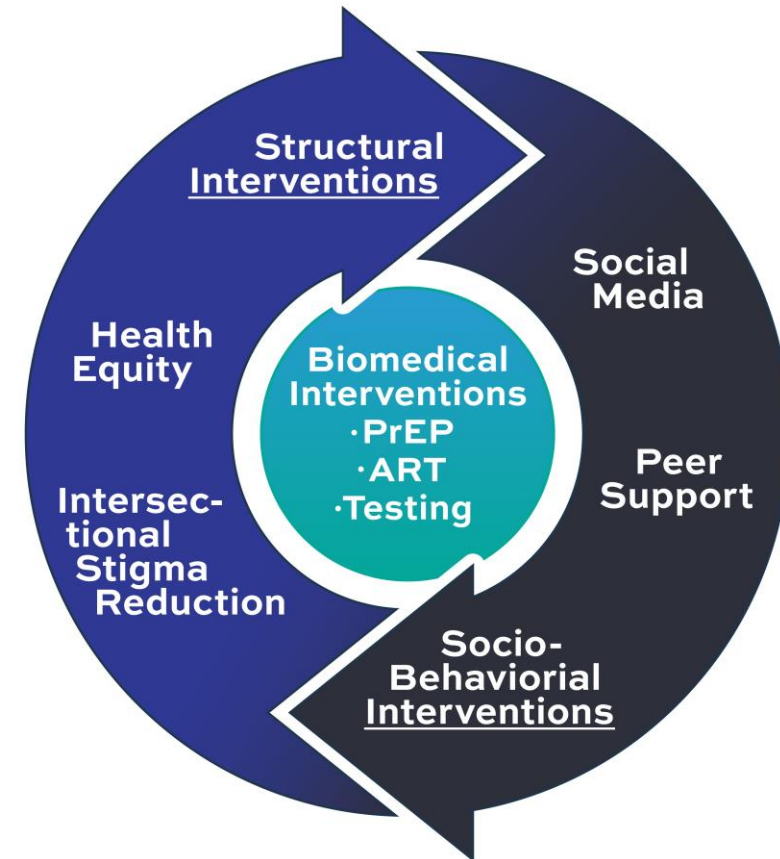 Structural
Interventions
Social
Media
Health
Equity
Biomedical
Interventions
·PrEP
·ART
·Testing
Peer
Support
Intersec-
tional
Stigma
Reduction
Socio-
Behaviorial
Interventions